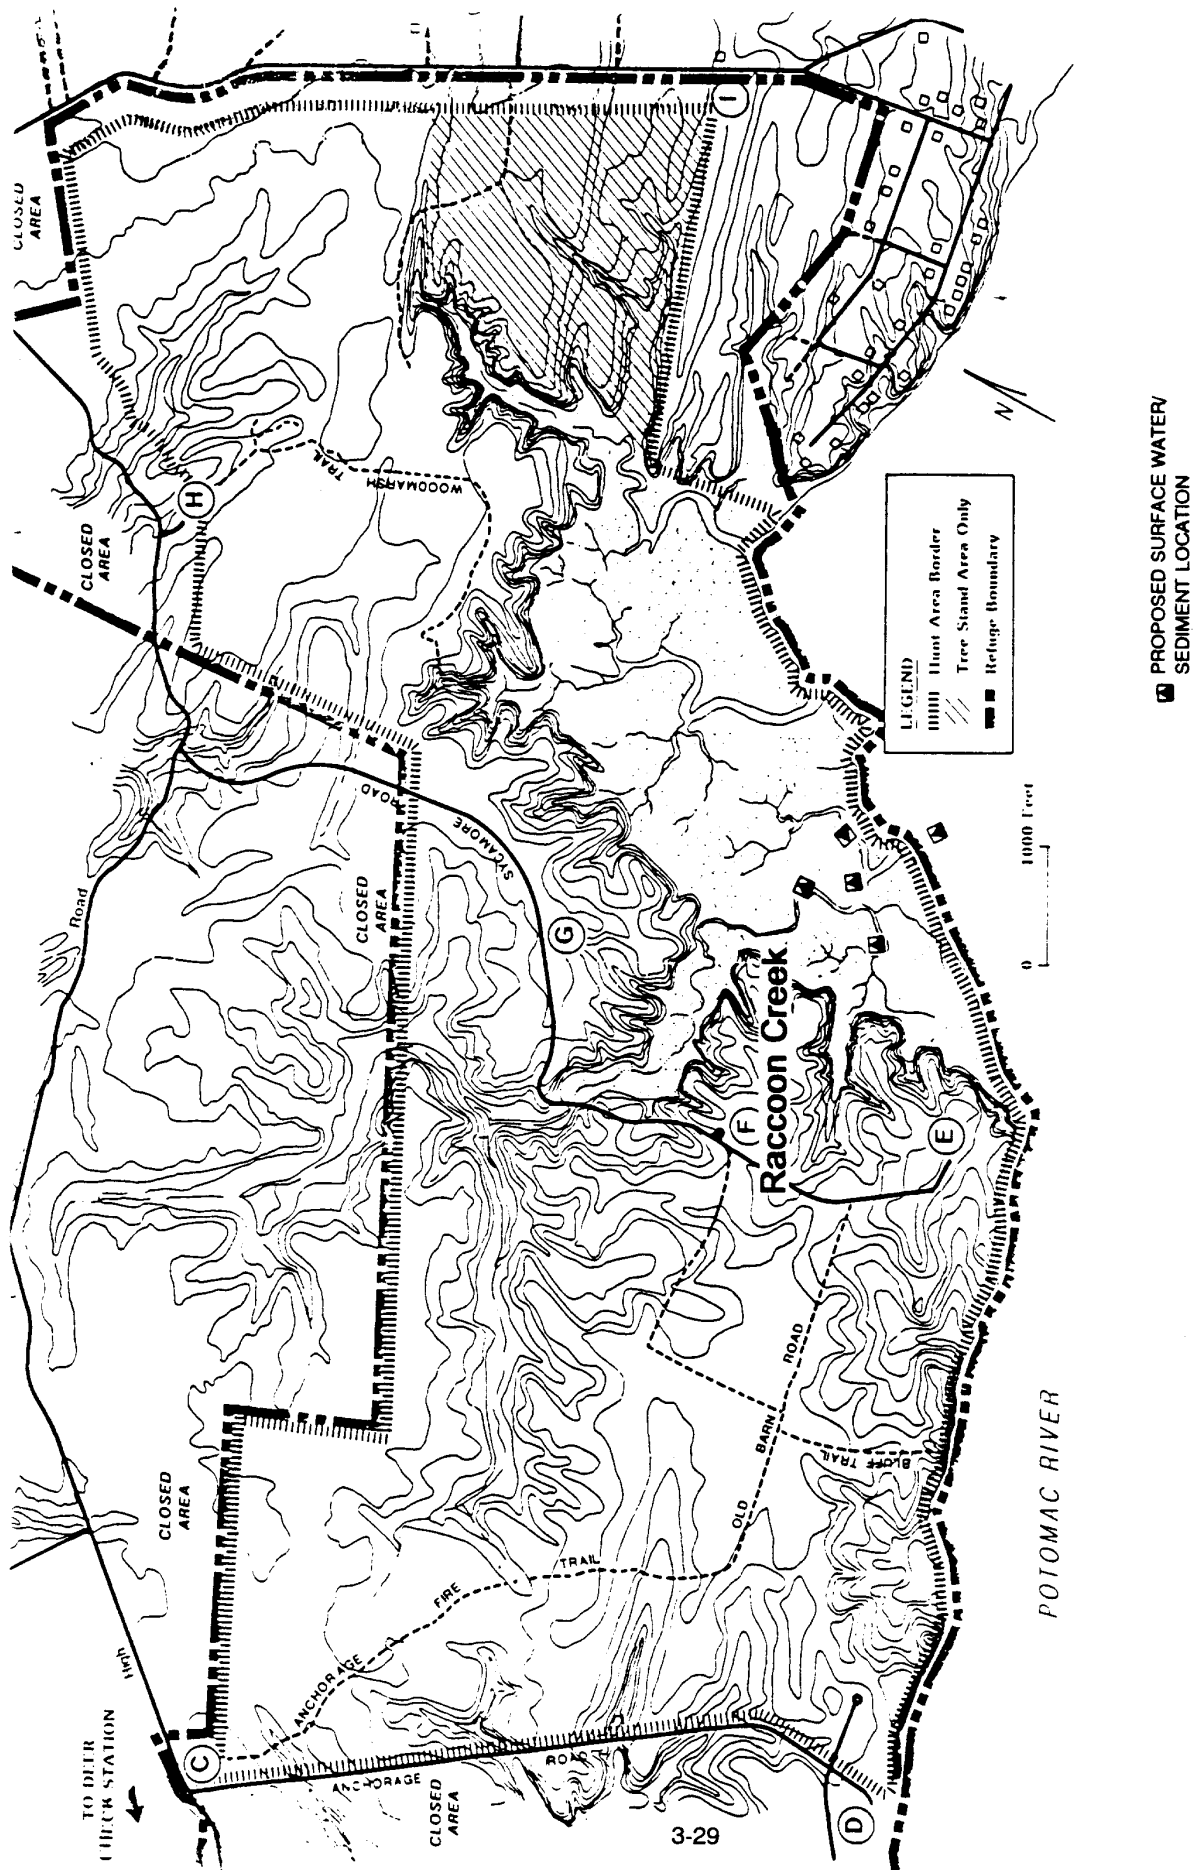 CLOSED
AREA
CLOSED
AREA
CLOSED
AREA
CLOSED
AREA
CLOSED
AREA
TO DEER
CHECK STATION
High
Road
C
D
E
F
G
H
I
ANCHORAGE
ROAD
ANCHORAGE
FIRE
TRAIL
OLD
BARN
ROAD
BLUFF TRAIL
SYCAMORE
ROAD
WOODMARSH
TRAIL
Raccoon Creek
POTOMAC RIVER
N
0
1000 Feet
LEGEND
Hunt Area Border
Tree Stand Area Only
Refuge Boundary
PROPOSED SURFACE WATER/
SEDIMENT LOCATION
3-29